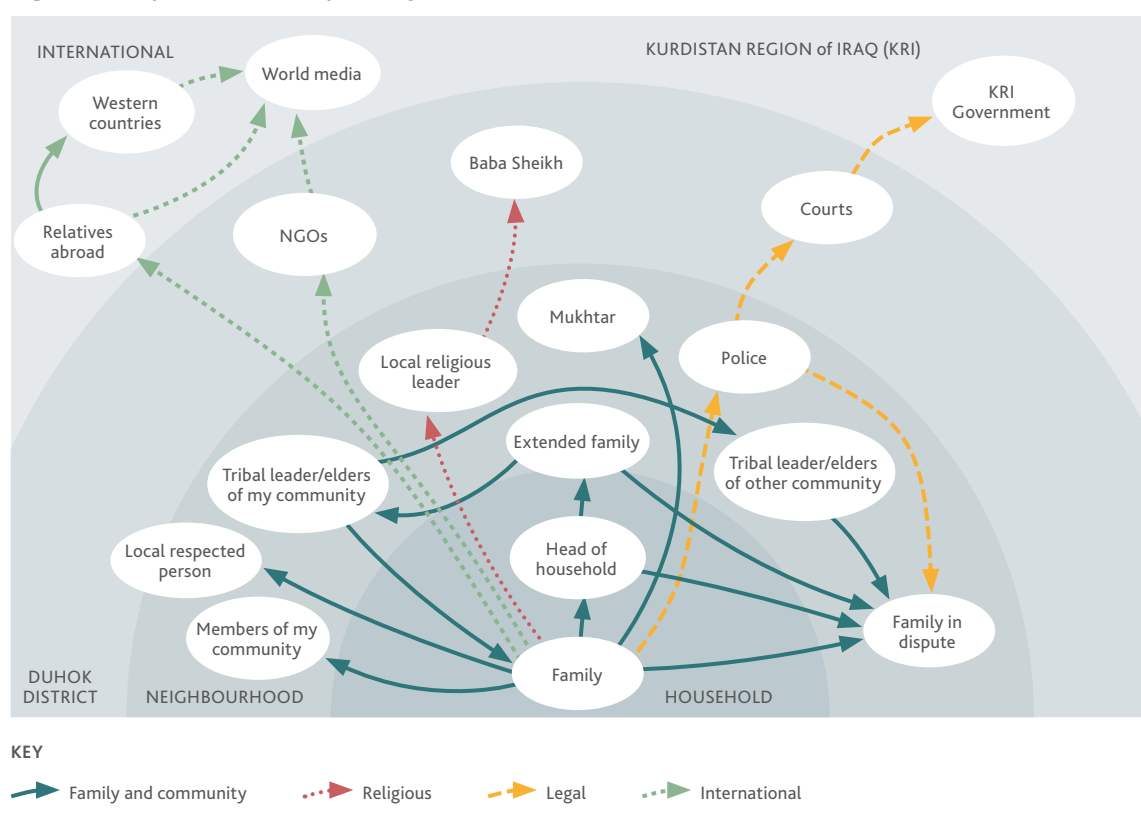 INTERNATIONAL
KURDISTAN REGION of IRAQ (KRI)
World media
Western
countries
KRI
Government
Baba Sheikh
Courts
Relatives
abroad
NGOs
Mukhtar
Police
Local religious
leader
Extended family
Tribal leader/elders
of my community
Tribal leader/elders
of other community
Local respected
person
Head of
household
Members of my
community
Family in
dispute
Family
DUHOK
DISTRICT
NEIGHBOURHOOD
HOUSEHOLD
KEY
Family and community
Religious
Legal
International